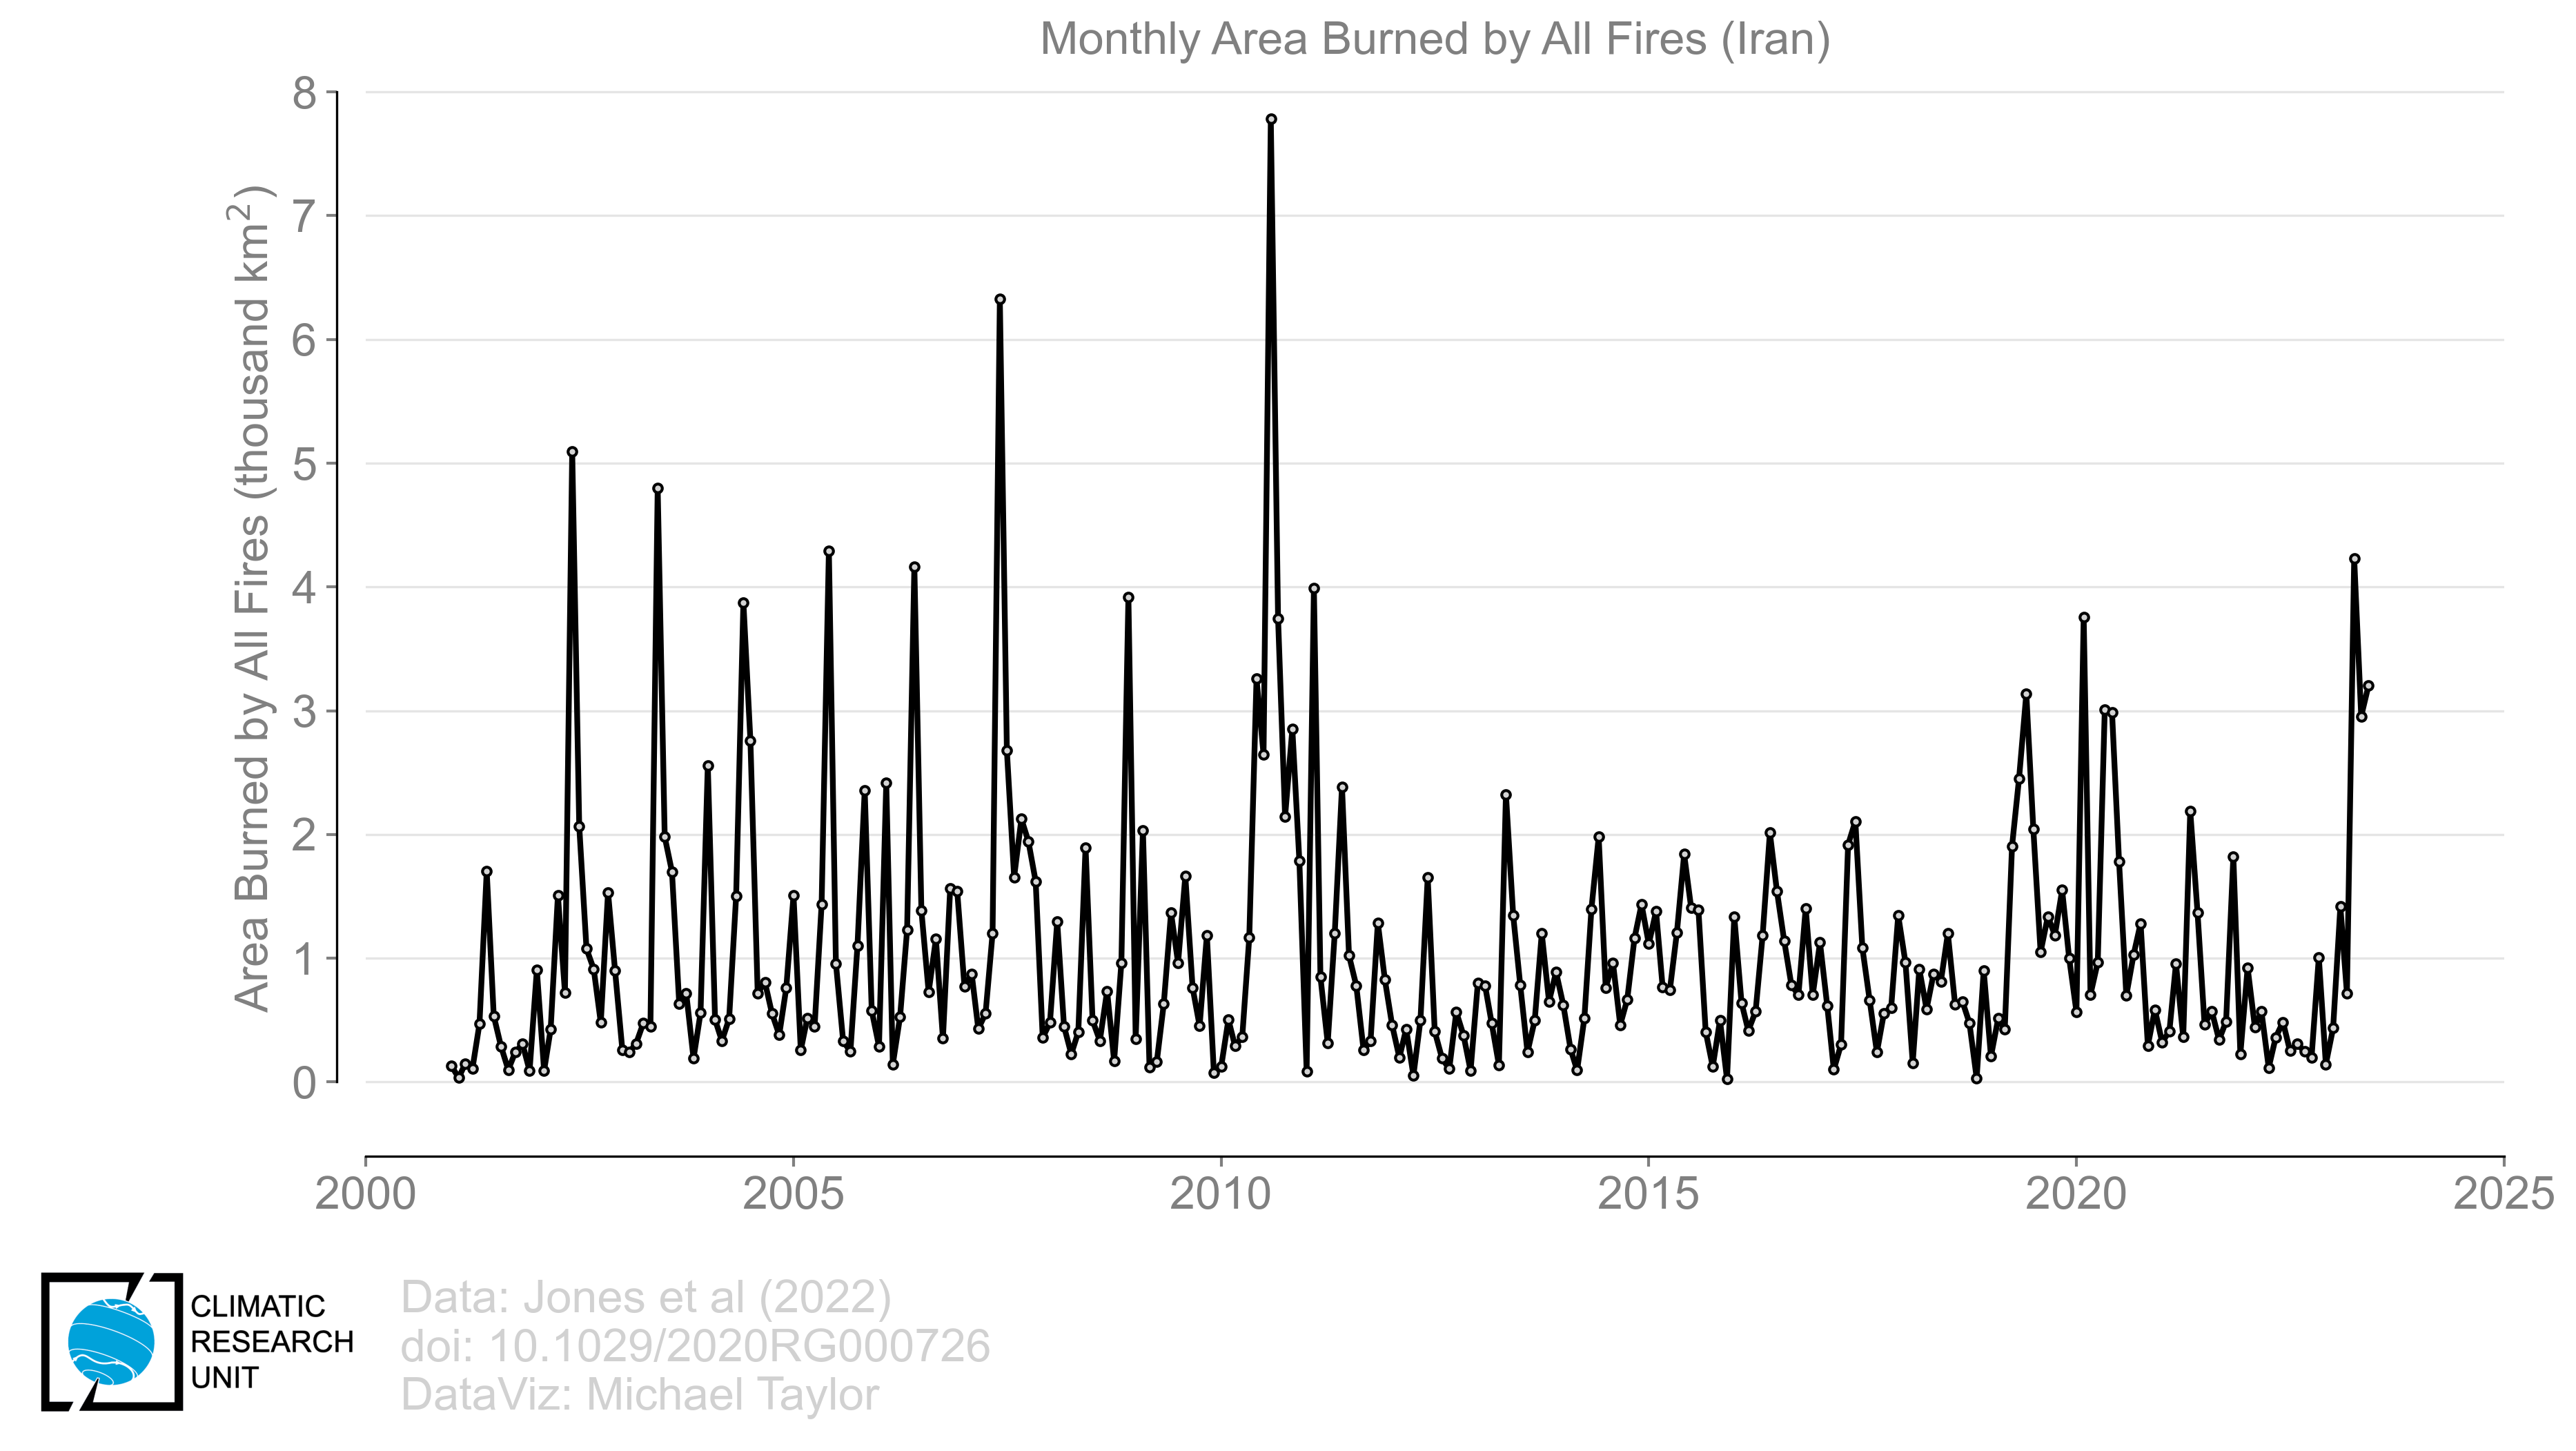 Monthly Area Burned by All Fires (Iran)
Area Burned by All Fires (thousand km²)
8
7
6
5
4
3
2
1
0
2000 2005 2010 2015 2020 2025
CLIMATIC
RESEARCH
UNIT
Data: Jones et al (2022)
doi: 10.1029/2020RG000726
DataViz: Michael Taylor